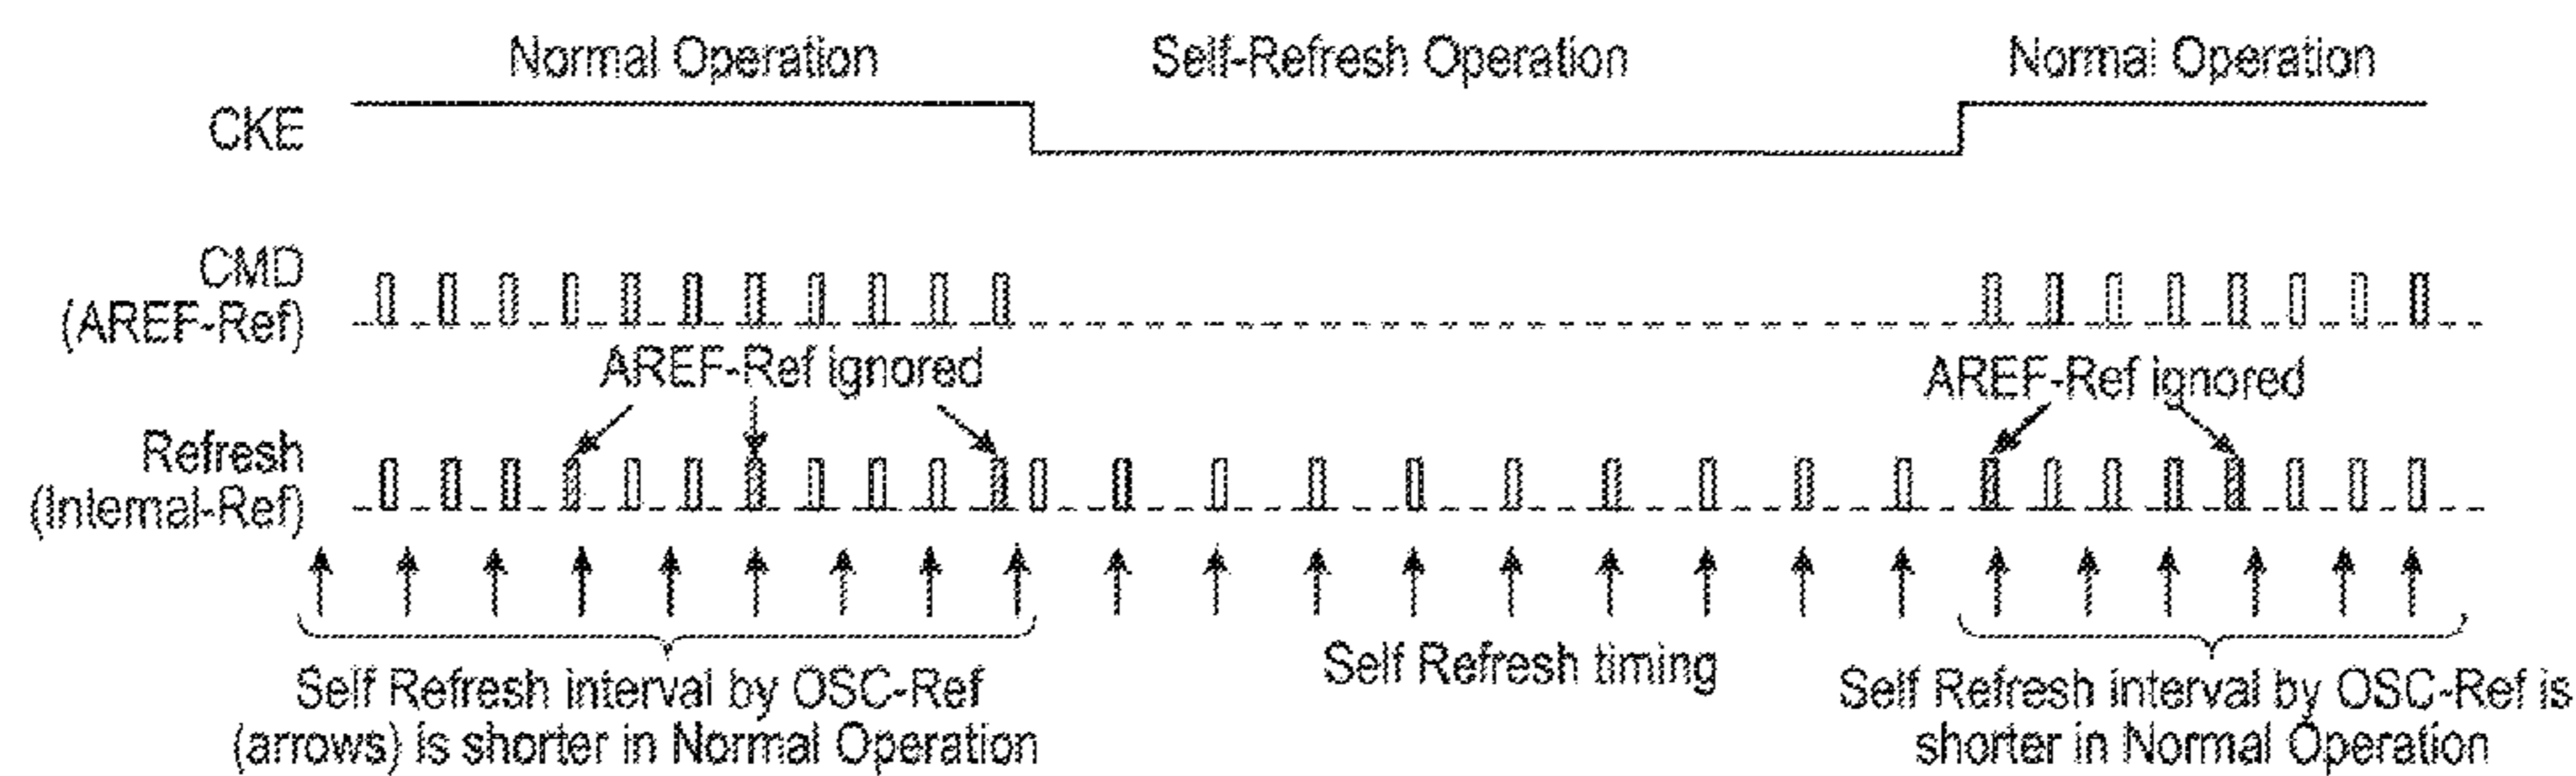 Normal Operation Self-Refresh Operation Normal Operation
CKE
CMD
(AREF-Ref)
AREF-Ref ignored AREF-Ref ignored
Refresh
(Internal-Ref)
Self Refresh timing
Self Refresh interval by OSC-Ref
(arrows) is shorter in Normal Operation
Self Refresh interval by OSC-Ref is
shorter in Normal Operation